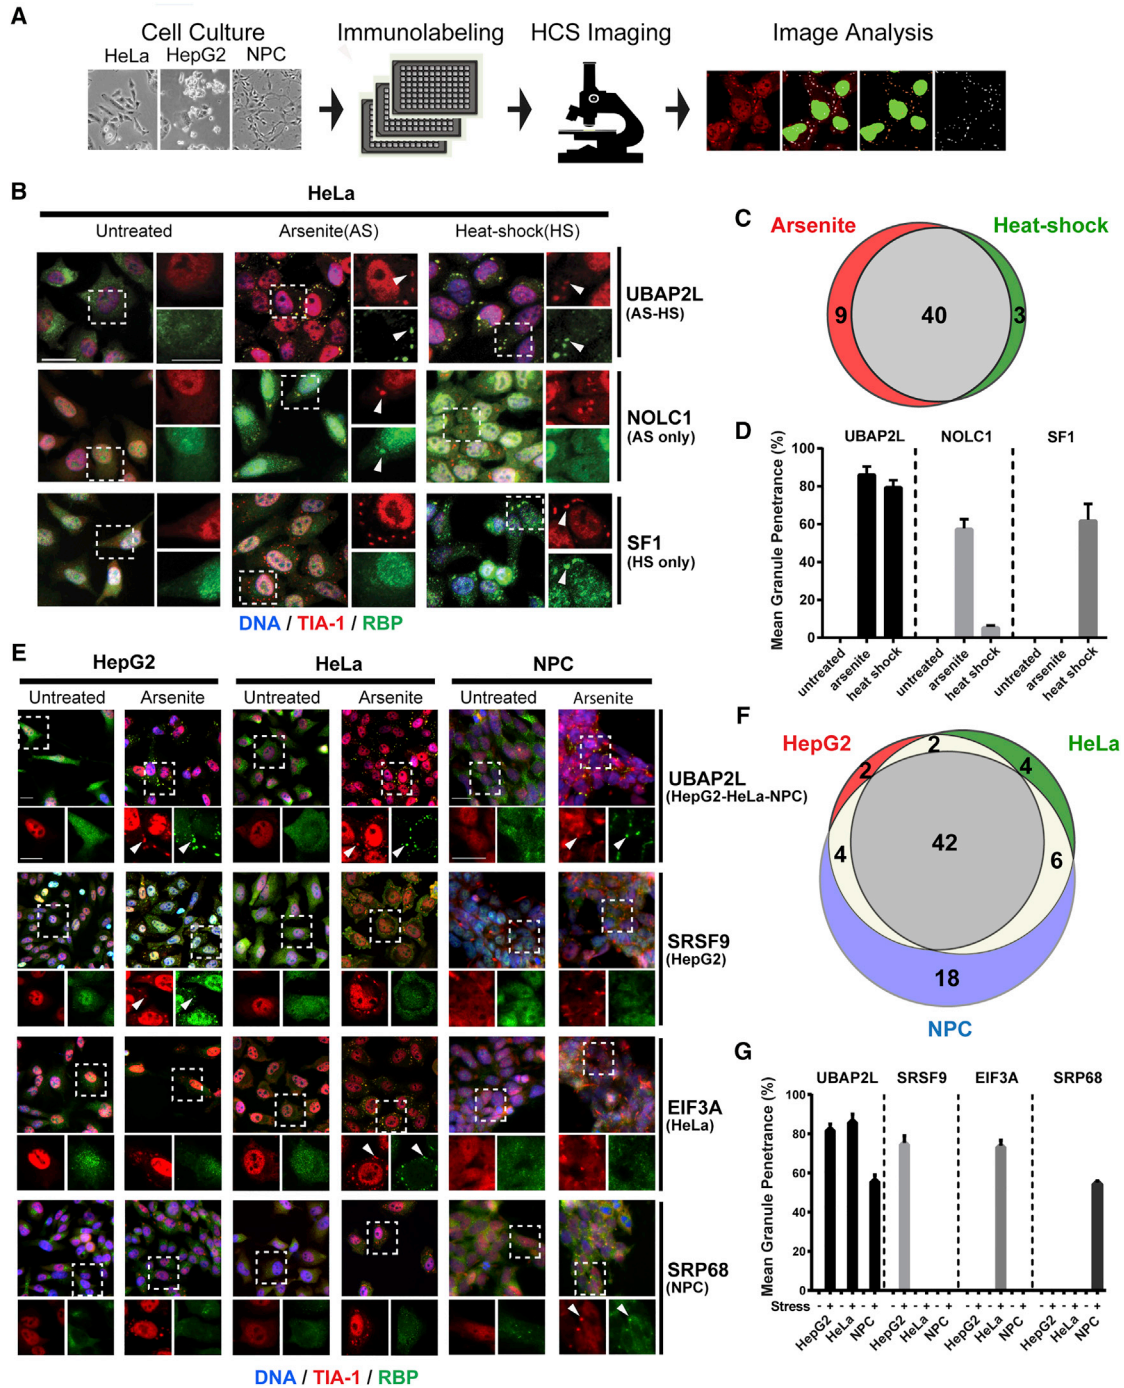 A
Cell Culture
HeLa HepG2 NPC
Immunolabeling
HCS Imaging
Image Analysis
B
HeLa
Untreated
Arsenite(AS)
Heat-shock(HS)
UBAP2L
(AS-HS)
NOLC1
(AS only)
SF1
(HS only)
DNA / TIA-1 / RBP
C
Arsenite
Heat-shock
9
40
3
D
Mean Granule Penetrance (%)
UBAP2L
NOLC1
SF1
100
80
60
40
20
0
untreated
arsenite
heat shock
untreated
arsenite
heat shock
untreated
arsenite
heat shock
E
HepG2
HeLa
NPC
Untreated
Arsenite
Untreated
Arsenite
Untreated
Arsenite
UBAP2L
(HepG2-HeLa-NPC)
SRSF9
(HepG2)
EIF3A
(HeLa)
SRP68
(NPC)
DNA / TIA-1 / RBP
F
HepG2
HeLa
2
2
4
42
4
6
18
NPC
G
Mean Granule Penetrance (%)
UBAP2L
SRSF9
EIF3A
SRP68
100
80
60
40
20
0
Stress - + - + - + - + - + - + - + - + - + - + - + - +
HepG2
HeLa
NPC
HepG2
HeLa
NPC
HepG2
HeLa
NPC
HepG2
HeLa
NPC